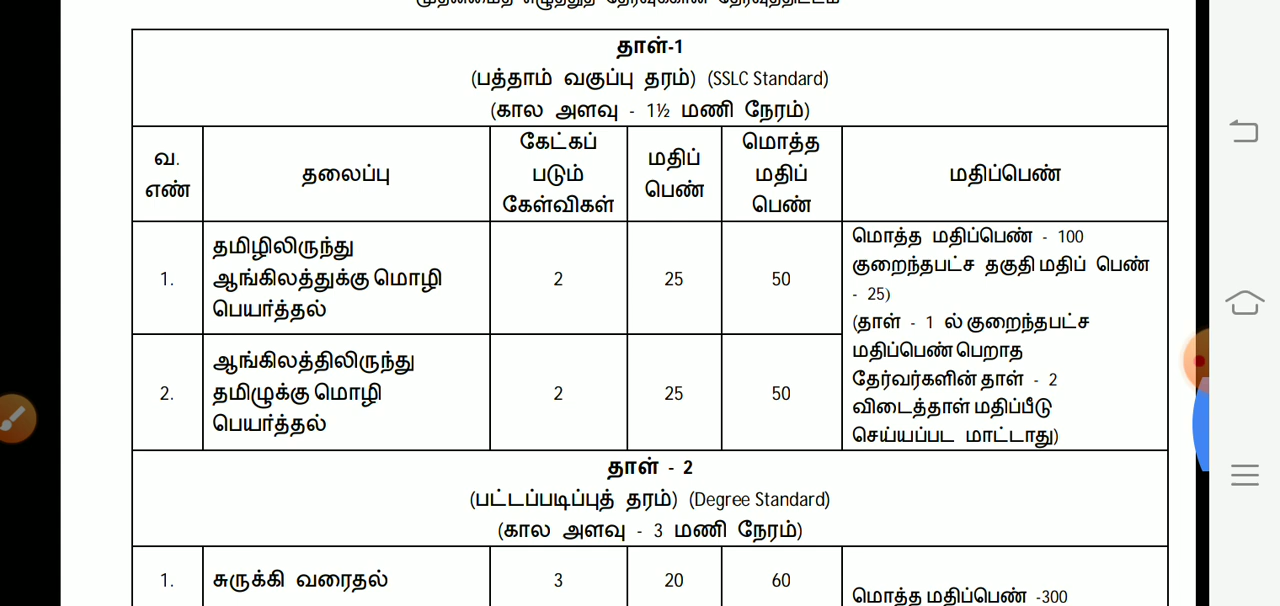 தாள்-1
(பத்தாம் வகுப்பு தரம்) (SSLC Standard)
(கால அளவு - 1½ மணி நேரம்)
வ. எண்
தலைப்பு
கேட்கப்
படும்
கேள்விகள்
மதிப்
பெண்
மொத்த
மதிப்
பெண்
மதிப்பெண்
1.
தமிழிலிருந்து
ஆங்கிலத்துக்கு மொழி
பெயர்த்தல்
2
25
50
மொத்த மதிப்பெண் - 100
குறைந்தபட்ச தகுதி மதிப் பெண்
- 25)
(தாள் - 1 ல் குறைந்தபட்ச
மதிப்பெண் பெறாத
தேர்வர்களின் தாள் - 2
விடைத்தாள் மதிப்பீடு
செய்யப்பட மாட்டாது)
2.
ஆங்கிலத்திலிருந்து
தமிழுக்கு மொழி
பெயர்த்தல்
2
25
50
தாள் - 2
(பட்டப்படிப்புத் தரம்) (Degree Standard)
(கால அளவு - 3 மணி நேரம்)
1.
சுருக்கி வரைதல்
3
20
60
மொத்த மதிப்பெண் -300